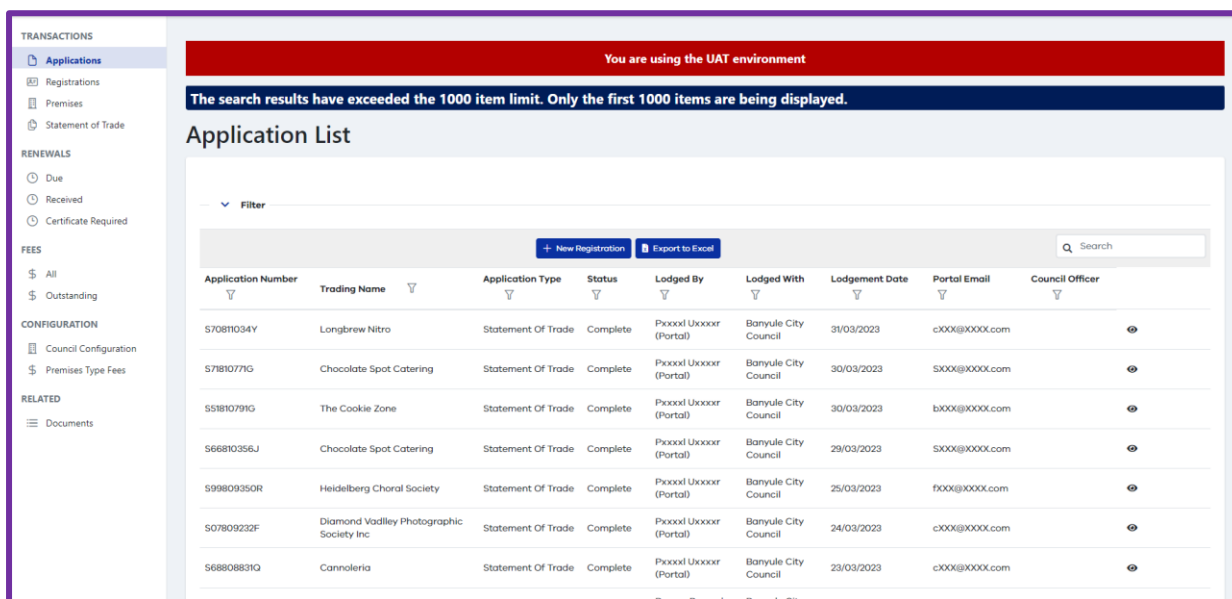 TRANSACTIONS
Applications
Registrations
Premises
Statement of Trade
RENEWALS
Due
Received
Certificate Required
FEES
$ All
$ Outstanding
CONFIGURATION
Council Configuration
$ Premises Type Fees
RELATED
Documents
You are using the UAT environment
The search results have exceeded the 1000 item limit. Only the first 1000 items are being displayed.
Application List
Filter
+ New Registration Export to Excel Search
Application Number Trading Name Application Type Status Lodged By Lodged With Lodgement Date Portal Email Council Officer
S70811034Y Longbrew Nitro Statement Of Trade Complete Pxxxxl Uxxxxr (Portal) Banyule City Council 31/03/2023 cXXX@XXXX.com
S71810771G Chocolate Spot Catering Statement Of Trade Complete Pxxxxl Uxxxxr (Portal) Banyule City Council 30/03/2023 SXXX@XXXX.com
S51810791G The Cookie Zone Statement Of Trade Complete Pxxxxl Uxxxxr (Portal) Banyule City Council 30/03/2023 bXXX@XXXX.com
S66810356J Chocolate Spot Catering Statement Of Trade Complete Pxxxxl Uxxxxr (Portal) Banyule City Council 29/03/2023 SXXX@XXXX.com
S99809350R Heidelberg Choral Society Statement Of Trade Complete Pxxxxl Uxxxxr (Portal) Banyule City Council 25/03/2023 fXXX@XXXX.com
S07809232F Diamond Vadlley Photographic Society Inc Statement Of Trade Complete Pxxxxl Uxxxxr (Portal) Banyule City Council 24/03/2023 cXXX@XXXX.com
S68808831Q Cannoleria Statement Of Trade Complete Pxxxxl Uxxxxr (Portal) Banyule City Council 23/03/2023 cXXX@XXXX.com